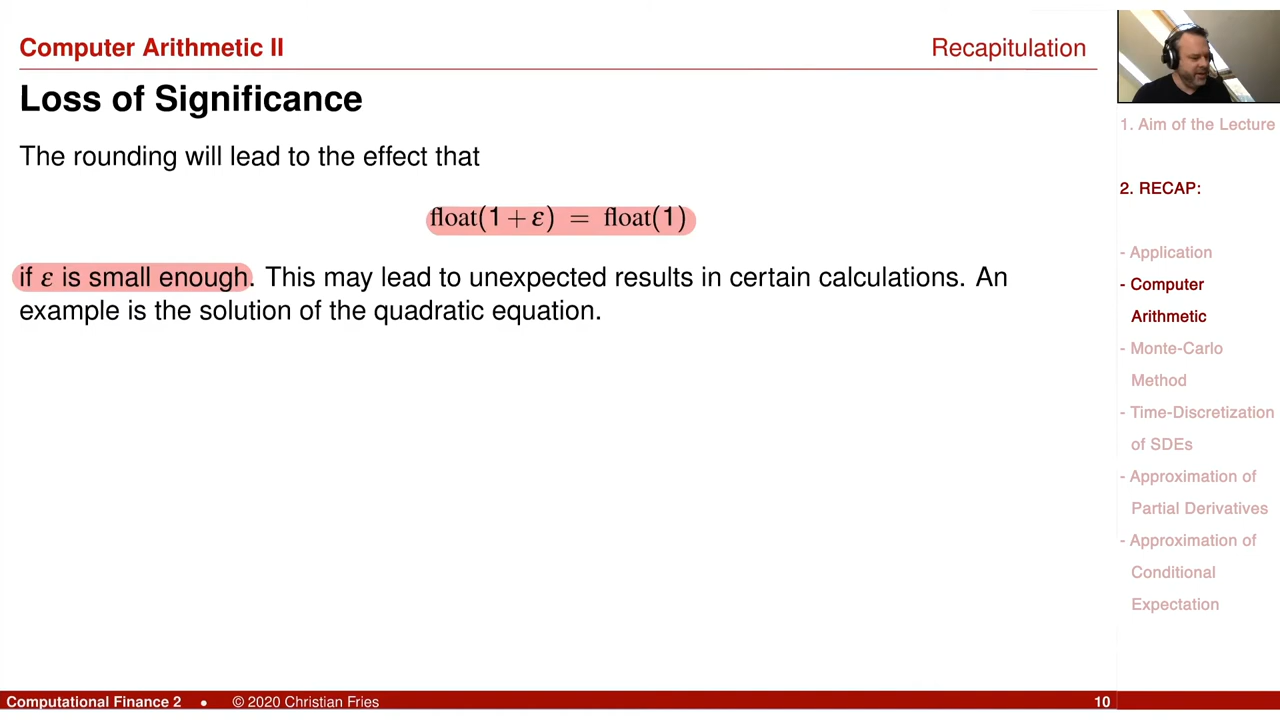 Computer Arithmetic II
Recapitulation
Loss of Significance
The rounding will lead to the effect that
float(1 + ε) = float(1)
if ε is small enough. This may lead to unexpected results in certain calculations. An
example is the solution of the quadratic equation.
1. Aim of the Lecture
2. RECAP:
- Application
- Computer
Arithmetic
- Monte-Carlo
Method
- Time-Discretization
of SDEs
- Approximation of
Partial Derivatives
- Approximation of
Conditional
Expectation
Computational Finance 2 • © 2020 Christian Fries
10